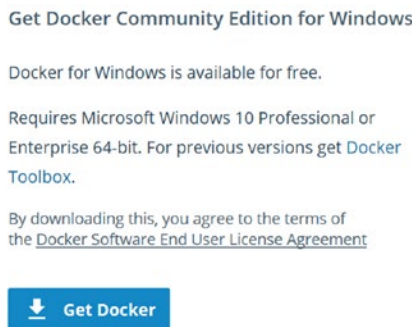 Get Docker Community Edition for Windows
Docker for Windows is available for free.
Requires Microsoft Windows 10 Professional or
Enterprise 64-bit. For previous versions get Docker
Toolbox.
By downloading this, you agree to the terms of
the Docker Software End User License Agreement
Get Docker